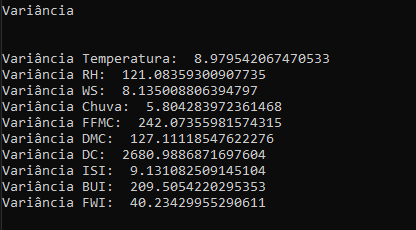 Variância
Variância Temperatura:  8.979542067470533
Variância RH:  121.08359300907735
Variância WS:  8.135008806394797
Variância Chuva:  5.804283972361468
Variância FFMC:  242.07355981574315
Variância DMC:  127.11118547622276
Variância DC:  2680.9886871697604
Variância ISI:  9.131082509145104
Variância BUI:  209.5054220295353
Variância FWI:  40.23429955290611